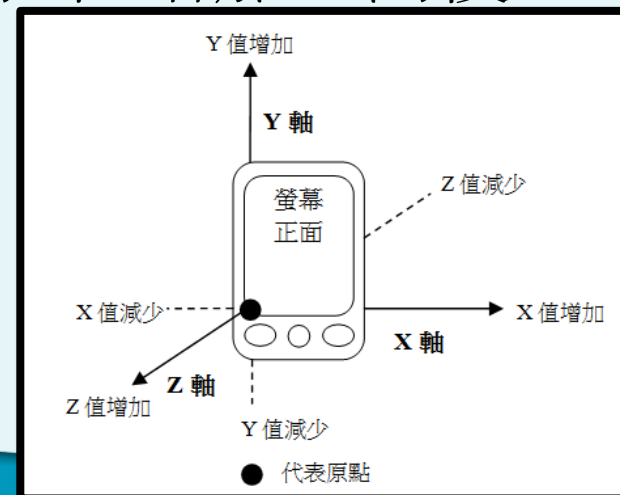 Y 值增加
Y 軸
Z 值減少
螢幕
正面
X 值減少
X 值增加
X 軸
Z 軸
Z 值增加
Y 值減少
代表原點